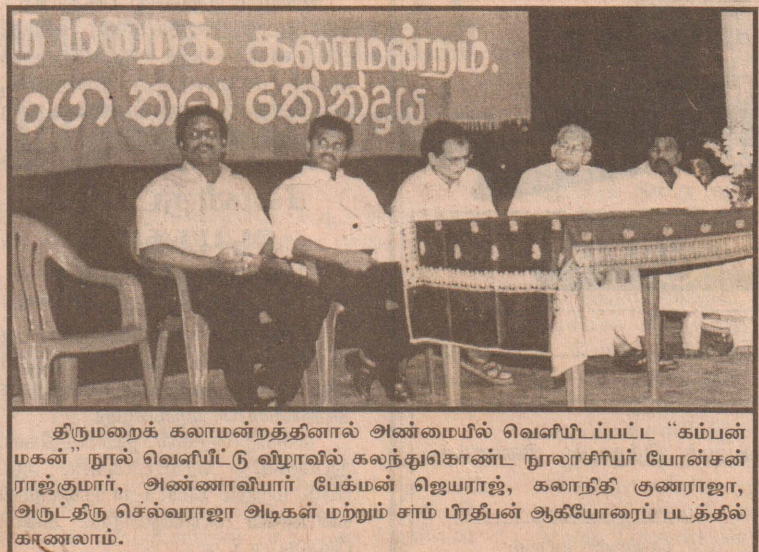 ரு மறைக் கலாமன்றம்.
රංග කලා කේන්ද්‍රය
திருமறைக் கலாமன்றத்தினால் அண்மையில் வெளியிடப்பட்ட “கம்பன்
மகன்” நூல் வெளியீட்டு விழாவில் கலந்துகொண்ட நூலாசிரியர் யோன்சன்
ராஜ்குமார், அண்ணாவியார் பேக்மன் ஜெயராஜ், கலாநிதி குணராஜா,
அருட்திரு செல்வராஜா அடிகள் மற்றும் சாம் பிரதீபன் ஆகியோரைப் படத்தில்
காணலாம்.